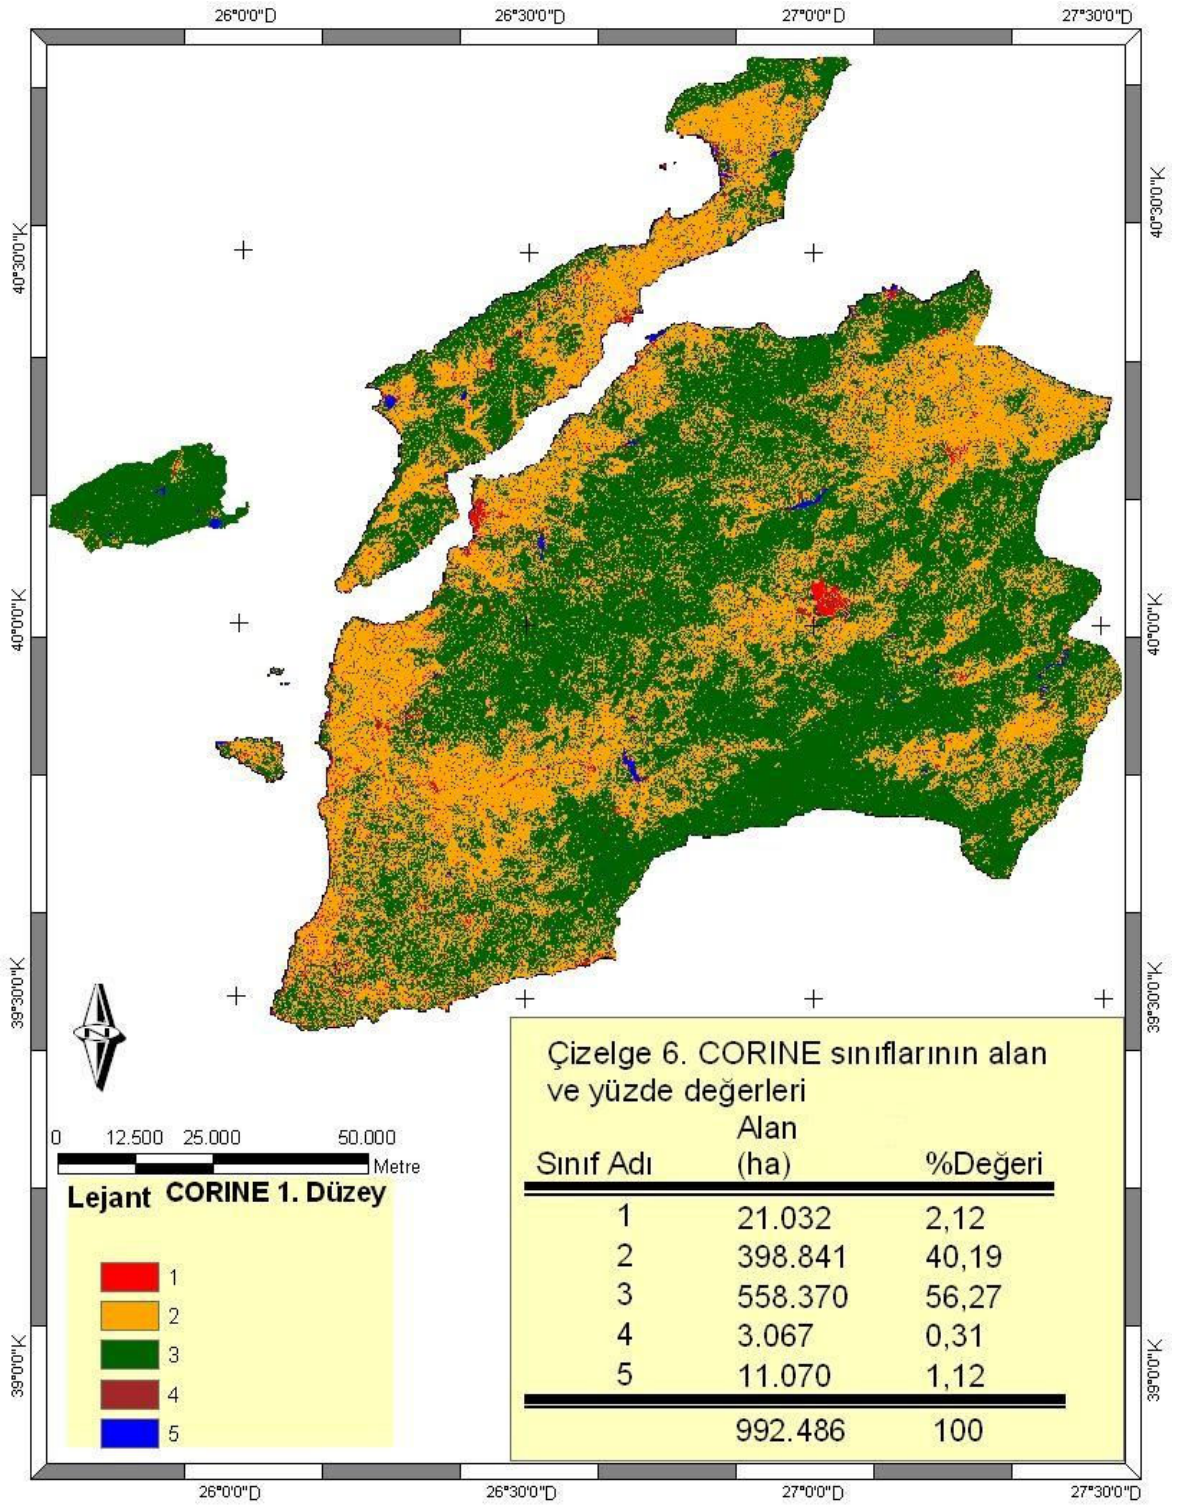 26°0'0"D 26°30'0"D 27°0'0"D 27°30'0"D
40°30'0"K
40°30'0"K
40°0'0"K
40°0'0"K
39°30'0"K
39°30'0"K
N
0 12.500 25.000 50.000
Metre
Lejant CORINE 1. Düzey
1
2
3
4
5
Çizelge 6. CORINE sınıflarının alan
ve yüzde değerleri
Alan
Sınıf Adı (ha) %Değeri
1 21.032 2,12
2 398.841 40,19
3 558.370 56,27
4 3.067 0,31
5 11.070 1,12
992.486 100
39°0'0"K
39°0'0"K
26°0'0"D 26°30'0"D 27°0'0"D 27°30'0"D